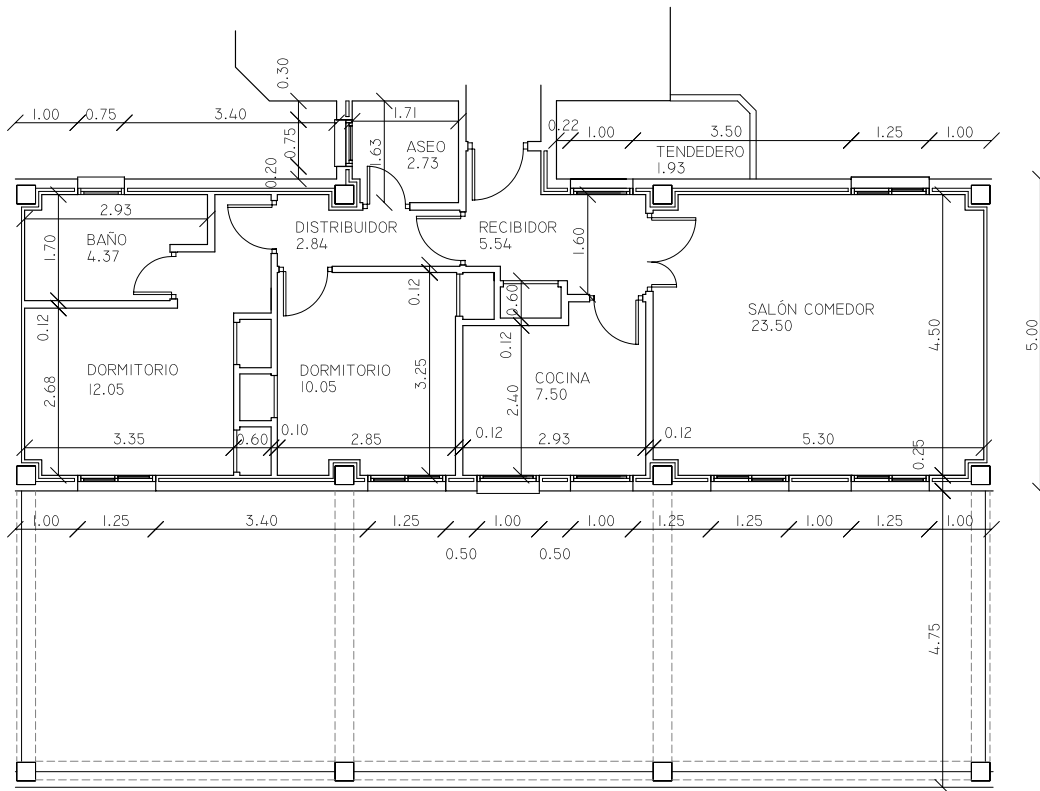 0.30
1.00 0.75 3.40 1.71 0.22 1.00 3.50 1.25 1.00
0.75
1.63
ASEO
2.73
TENDEDERO
1.93
0.20
2.93
BAÑO
4.37
1.70
DISTRIBUIDOR
2.84
RECIBIDOR
5.54
1.60
0.12
0.60
SALÓN COMEDOR
23.50
4.50
5.00
0.12
0.12
DORMITORIO
12.05
DORMITORIO
10.05
3.25
COCINA
7.50
2.68
2.40
3.35 0.60 0.10 2.85 0.12 2.93 0.12 5.30
0.25
1.00 1.25 3.40 1.25 1.00 1.00 1.25 1.25 1.00 1.25 1.00
0.50 0.50
4.75